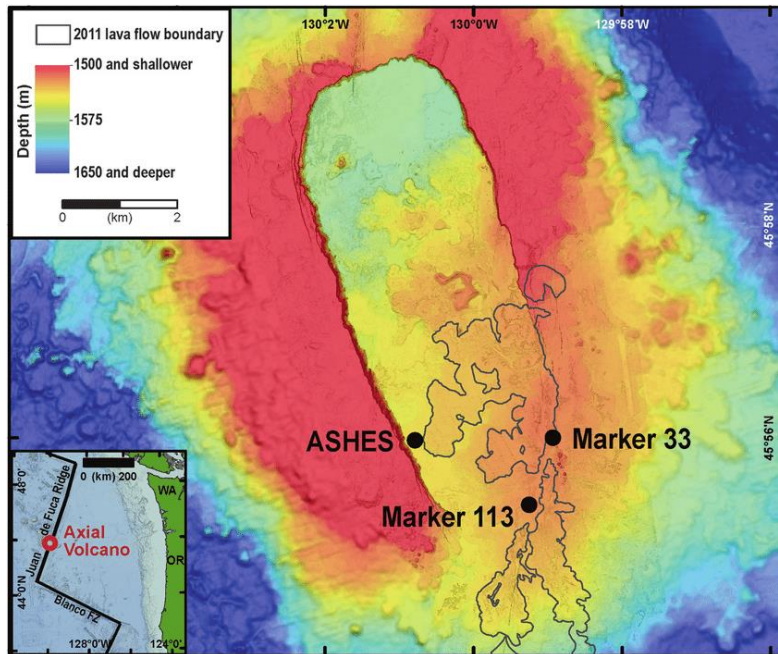 130°2'W
130°0'W
129°58'W
2011 lava flow boundary
1500 and shallower
1575
1650 and deeper
Depth (m)
0
(km)
2
45°58'N
45°56'N
ASHES
Marker 33
Marker 113
0
(km)
200
WA
OR
48°0'
44°0'N
Juan
de Fuca Ridge
Axial
Volcano
Blanco FZ
128°0'W
124°0'